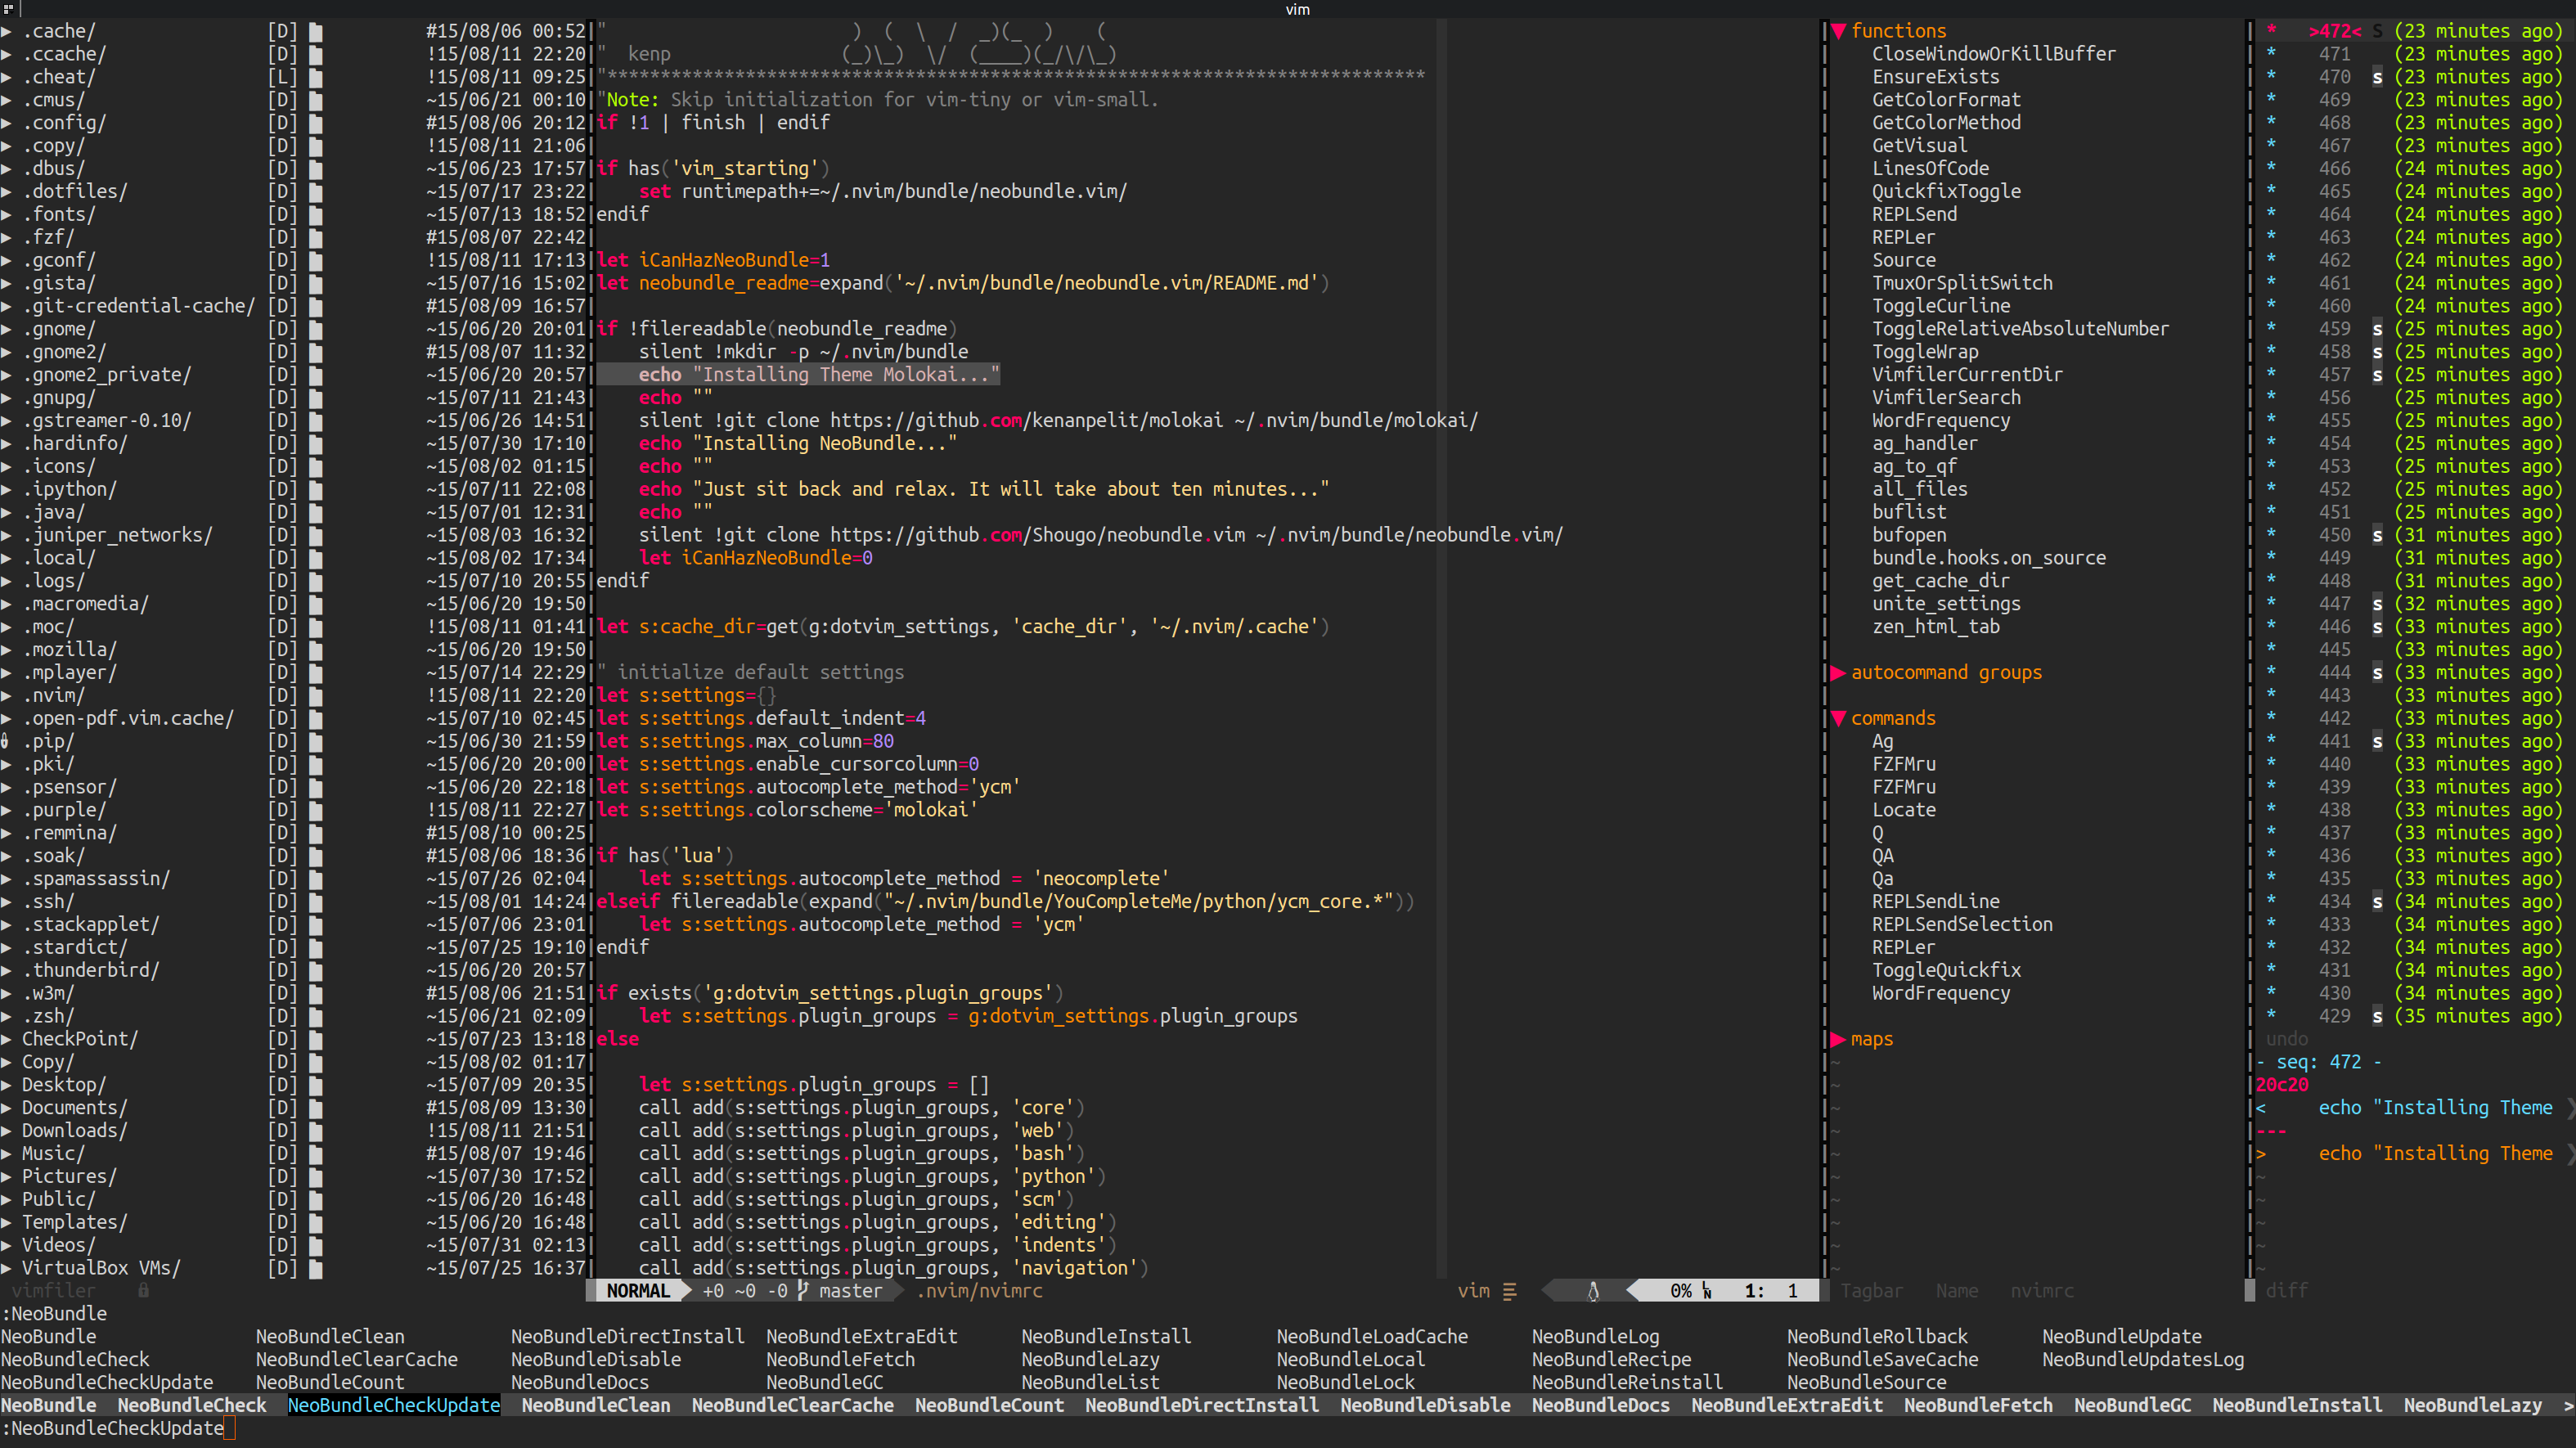 vim
▶ .cache/ [D] #15/08/06 00:52
▶ .ccache/ [D] !15/08/11 22:20
▶ .cheat/ [L] !15/08/11 09:25
▶ .cmus/ [D] ~15/06/21 00:10
▶ .config/ [D] #15/08/06 20:12
▶ .copy/ [D] !15/08/11 21:06
▶ .dbus/ [D] ~15/06/23 17:57
▶ .dotfiles/ [D] ~15/07/17 23:22
▶ .fonts/ [D] ~15/07/13 18:52
▶ .fzf/ [D] #15/08/07 22:42
▶ .gconf/ [D] !15/08/11 17:13
▶ .gista/ [D] ~15/07/16 15:02
▶ .git-credential-cache/ [D] #15/08/09 16:57
▶ .gnome/ [D] ~15/06/20 20:01
▶ .gnome2/ [D] #15/08/07 11:32
▶ .gnome2_private/ [D] ~15/06/20 20:57
▶ .gnupg/ [D] ~15/07/11 21:43
▶ .gstreamer-0.10/ [D] ~15/06/26 14:51
▶ .hardinfo/ [D] ~15/07/30 17:10
▶ .icons/ [D] ~15/08/02 01:15
▶ .ipython/ [D] ~15/07/11 22:08
▶ .java/ [D] ~15/07/01 12:31
▶ .juniper_networks/ [D] ~15/08/03 16:32
▶ .local/ [D] ~15/08/02 17:34
▶ .logs/ [D] ~15/07/10 20:55
▶ .macromedia/ [D] ~15/06/20 19:50
▶ .moc/ [D] !15/08/11 01:41
▶ .mozilla/ [D] ~15/06/20 19:50
▶ .mplayer/ [D] ~15/07/14 22:29
▶ .nvim/ [D] !15/08/11 22:20
▶ .open-pdf.vim.cache/ [D] ~15/07/10 02:45
.pip/ [D] ~15/06/30 21:59
▶ .pki/ [D] ~15/06/20 20:00
▶ .psensor/ [D] ~15/06/20 22:18
▶ .purple/ [D] !15/08/11 22:27
▶ .remmina/ [D] #15/08/10 00:25
▶ .soak/ [D] #15/08/06 18:36
▶ .spamassassin/ [D] ~15/07/26 02:04
▶ .ssh/ [D] ~15/08/01 14:24
▶ .stackapplet/ [D] ~15/07/06 23:01
▶ .stardict/ [D] ~15/07/25 19:10
▶ .thunderbird/ [D] ~15/06/20 20:57
▶ .w3m/ [D] #15/08/06 21:51
▶ .zsh/ [D] ~15/06/21 02:09
▶ CheckPoint/ [D] ~15/07/23 13:18
▶ Copy/ [D] ~15/08/02 01:17
▶ Desktop/ [D] ~15/07/09 20:35
▶ Documents/ [D] #15/08/09 13:30
▶ Downloads/ [D] !15/08/11 21:51
▶ Music/ [D] #15/08/07 19:46
▶ Pictures/ [D] ~15/07/30 17:52
▶ Public/ [D] ~15/06/20 16:48
▶ Templates/ [D] ~15/06/20 16:48
▶ Videos/ [D] ~15/07/31 02:13
▶ VirtualBox VMs/ [D] ~15/07/25 16:37
vimfiler
" ) ( \ / _)(_ ) (
" kenp (_)\_) \/ (____)(_/\/\_)
"*****************************************************************************
"Note: Skip initialization for vim-tiny or vim-small.
if !1 | finish | endif
if has('vim_starting')
set runtimepath+=~/.nvim/bundle/neobundle.vim/
endif
let iCanHazNeoBundle=1
let neobundle_readme=expand('~/.nvim/bundle/neobundle.vim/README.md')
if !filereadable(neobundle_readme)
silent !mkdir -p ~/.nvim/bundle
echo "Installing Theme Molokai..."
echo ""
silent !git clone https://github.com/kenanpelit/molokai ~/.nvim/bundle/molokai/
echo "Installing NeoBundle..."
echo ""
echo "Just sit back and relax. It will take about ten minutes..."
echo ""
silent !git clone https://github.com/Shougo/neobundle.vim ~/.nvim/bundle/neobundle.vim/
let iCanHazNeoBundle=0
endif
let s:cache_dir=get(g:dotvim_settings, 'cache_dir', '~/.nvim/.cache')
" initialize default settings
let s:settings={}
let s:settings.default_indent=4
let s:settings.max_column=80
let s:settings.enable_cursorcolumn=0
let s:settings.autocomplete_method='ycm'
let s:settings.colorscheme='molokai'
if has('lua')
let s:settings.autocomplete_method = 'neocomplete'
elseif filereadable(expand("~/.nvim/bundle/YouCompleteMe/python/ycm_core.*"))
let s:settings.autocomplete_method = 'ycm'
endif
if exists('g:dotvim_settings.plugin_groups')
let s:settings.plugin_groups = g:dotvim_settings.plugin_groups
else
let s:settings.plugin_groups = []
call add(s:settings.plugin_groups, 'core')
call add(s:settings.plugin_groups, 'web')
call add(s:settings.plugin_groups, 'bash')
call add(s:settings.plugin_groups, 'python')
call add(s:settings.plugin_groups, 'scm')
call add(s:settings.plugin_groups, 'editing')
call add(s:settings.plugin_groups, 'indents')
call add(s:settings.plugin_groups, 'navigation')
NORMAL +0 ~0 -0 master .nvim/nvimrc vim 0% LN 1: 1
▼ functions
CloseWindowOrKillBuffer
EnsureExists
GetColorFormat
GetColorMethod
GetVisual
LinesOfCode
QuickfixToggle
REPLSend
REPLer
Source
TmuxOrSplitSwitch
ToggleCurline
ToggleRelativeAbsoluteNumber
ToggleWrap
VimfilerCurrentDir
VimfilerSearch
WordFrequency
ag_handler
ag_to_qf
all_files
buflist
bufopen
bundle.hooks.on_source
get_cache_dir
unite_settings
zen_html_tab
▶ autocommand groups
▼ commands
Ag
FZFMru
FZFMru
Locate
Q
QA
Qa
REPLSendLine
REPLSendSelection
REPLer
ToggleQuickfix
WordFrequency
▶ maps
~
~
~
~
~
~
~
~
~
~
Tagbar Name nvimrc
* >472< S (23 minutes ago)
* 471 (23 minutes ago)
* 470 s (23 minutes ago)
* 469 (23 minutes ago)
* 468 (23 minutes ago)
* 467 (23 minutes ago)
* 466 (24 minutes ago)
* 465 (24 minutes ago)
* 464 (24 minutes ago)
* 463 (24 minutes ago)
* 462 (24 minutes ago)
* 461 (24 minutes ago)
* 460 (24 minutes ago)
* 459 s (25 minutes ago)
* 458 s (25 minutes ago)
* 457 s (25 minutes ago)
* 456 (25 minutes ago)
* 455 (25 minutes ago)
* 454 (25 minutes ago)
* 453 (25 minutes ago)
* 452 (25 minutes ago)
* 451 (25 minutes ago)
* 450 s (31 minutes ago)
* 449 (31 minutes ago)
* 448 (31 minutes ago)
* 447 s (32 minutes ago)
* 446 s (33 minutes ago)
* 445 (33 minutes ago)
* 444 s (33 minutes ago)
* 443 (33 minutes ago)
* 442 (33 minutes ago)
* 441 s (33 minutes ago)
* 440 (33 minutes ago)
* 439 (33 minutes ago)
* 438 (33 minutes ago)
* 437 (33 minutes ago)
* 436 (33 minutes ago)
* 435 (33 minutes ago)
* 434 s (34 minutes ago)
* 433 (34 minutes ago)
* 432 (34 minutes ago)
* 431 (34 minutes ago)
* 430 (34 minutes ago)
* 429 s (35 minutes ago)
undo
- seq: 472 -
20c20
< echo "Installing Theme ❯
---
> echo "Installing Theme ❯
~
~
~
~
~
diff
:NeoBundle
NeoBundle NeoBundleClean NeoBundleDirectInstall NeoBundleExtraEdit NeoBundleInstall NeoBundleLoadCache NeoBundleLog NeoBundleRollback NeoBundleUpdate
NeoBundleCheck NeoBundleClearCache NeoBundleDisable NeoBundleFetch NeoBundleLazy NeoBundleLocal NeoBundleRecipe NeoBundleSaveCache NeoBundleUpdatesLog
NeoBundleCheckUpdate NeoBundleCount NeoBundleDocs NeoBundleGC NeoBundleList NeoBundleLock NeoBundleReinstall NeoBundleSource
NeoBundle NeoBundleCheck NeoBundleCheckUpdate NeoBundleClean NeoBundleClearCache NeoBundleCount NeoBundleDirectInstall NeoBundleDisable NeoBundleDocs NeoBundleExtraEdit NeoBundleFetch NeoBundleGC NeoBundleInstall NeoBundleLazy >
:NeoBundleCheckUpdate